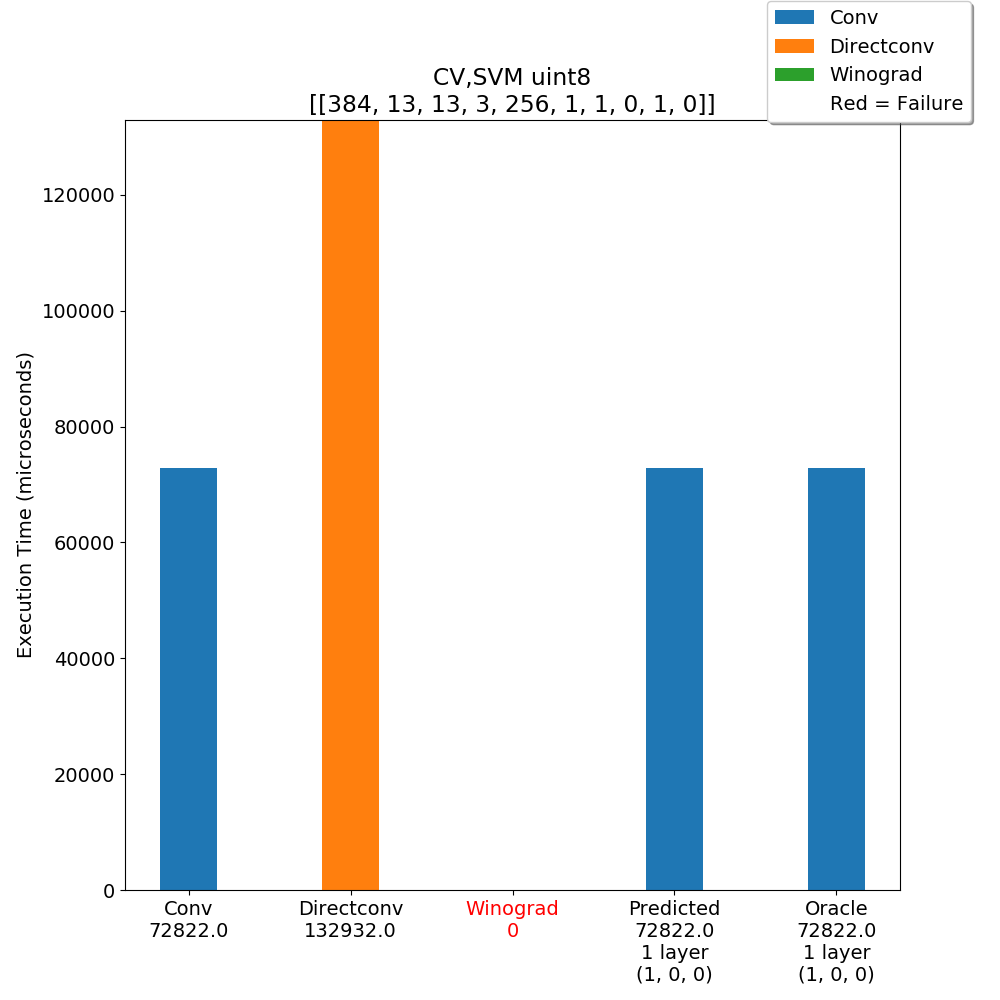 Conv
Directconv
Winograd
Red = Failure
CV,SVM uint8
[[384, 13, 13, 3, 256, 1, 1, 0, 1, 0]]
Execution Time (microseconds)
120000
100000
80000
60000
40000
20000
0
Conv
72822.0
Directconv
132932.0
Winograd
0
Predicted
72822.0
1 layer
(1, 0, 0)
Oracle
72822.0
1 layer
(1, 0, 0)